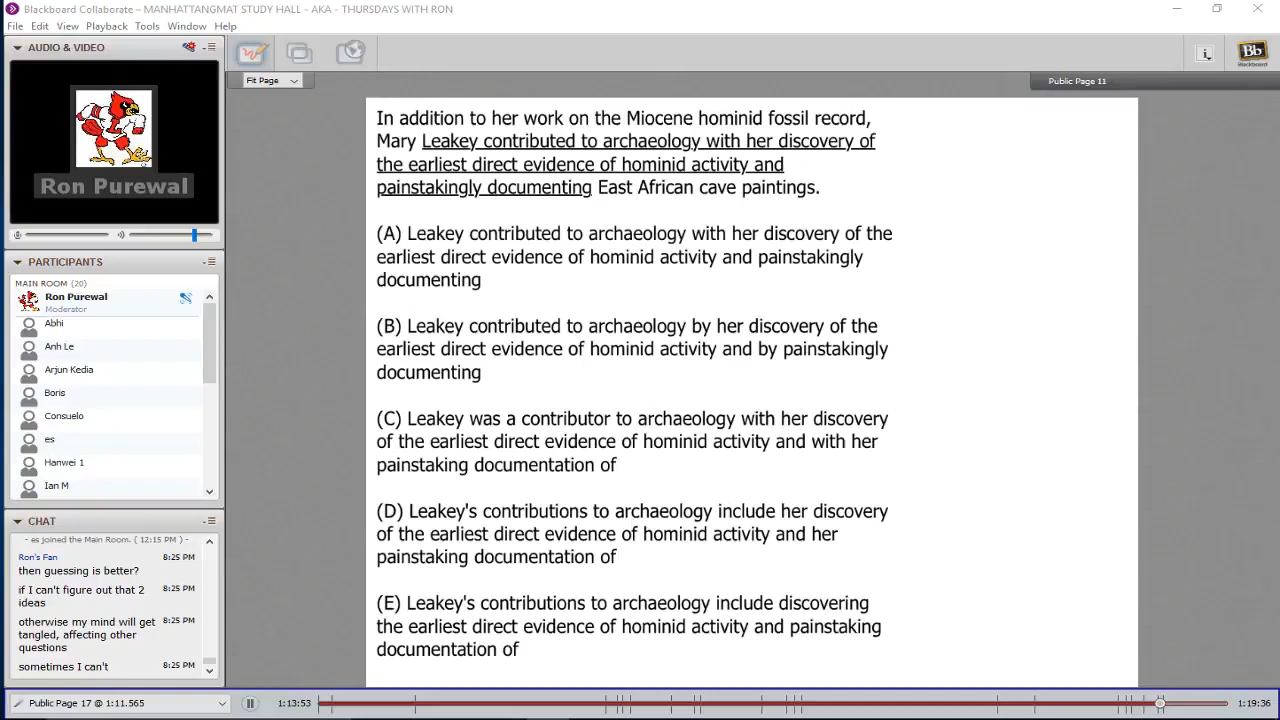 Blackboard Collaborate – MANHATTANGMAT STUDY HALL - AKA - THURSDAYS WITH RON
File Edit View Playback Tools Window Help
AUDIO & VIDEO
Ron Purewal
PARTICIPANTS
MAIN ROOM (20)
Ron Purewal
Moderator
Abhi
Anh Le
Arjun Kedia
Boris
Consuelo
es
Hanwei 1
Ian M
CHAT
- es joined the Main Room. ( 12:15 PM ) -
Ron's Fan 8:25 PM
then guessing is better?
if I can't figure out that 2 8:25 PM
ideas
otherwise my mind will get 8:25 PM
tangled, affecting other
questions
sometimes I can't 8:25 PM
Fit Page
Public Page 11
Bb
Blackboard
In addition to her work on the Miocene hominid fossil record,
Mary Leakey contributed to archaeology with her discovery of
the earliest direct evidence of hominid activity and
painstakingly documenting East African cave paintings.
(A) Leakey contributed to archaeology with her discovery of the
earliest direct evidence of hominid activity and painstakingly
documenting
(B) Leakey contributed to archaeology by her discovery of the
earliest direct evidence of hominid activity and by painstakingly
documenting
(C) Leakey was a contributor to archaeology with her discovery
of the earliest direct evidence of hominid activity and with her
painstaking documentation of
(D) Leakey's contributions to archaeology include her discovery
of the earliest direct evidence of hominid activity and her
painstaking documentation of
(E) Leakey's contributions to archaeology include discovering
the earliest direct evidence of hominid activity and painstaking
documentation of
Public Page 17 @ 1:11.565
1:13:53
1:19:36